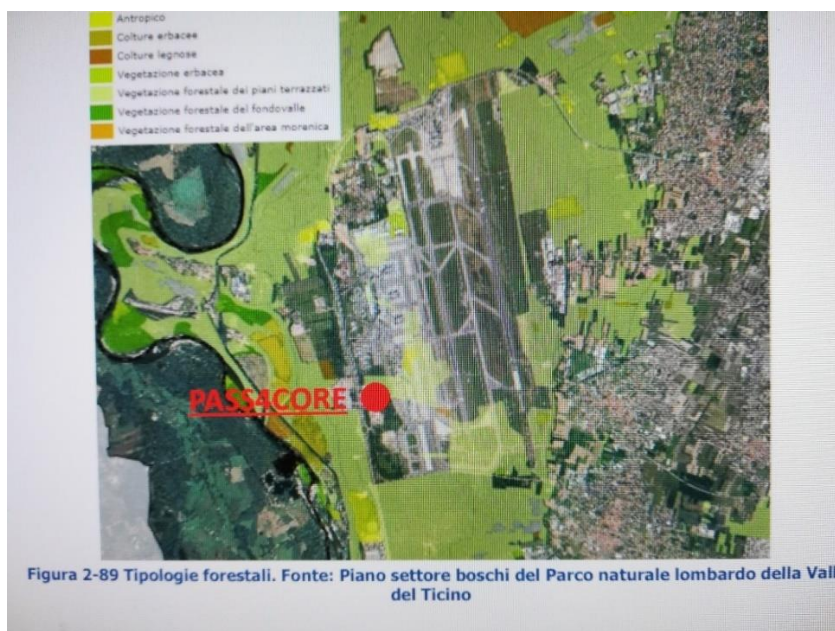 Antropico
Colture erbacee
Colture legnose
Vegetazione erbacea
Vegetazione forestale dei piani terrazzati
Vegetazione forestale del fondovalle
Vegetazione forestale dell'area morenica
PASS4CORE
Figura 2-89 Tipologie forestali. Fonte: Piano settore boschi del Parco naturale lombardo della Vall
del Ticino